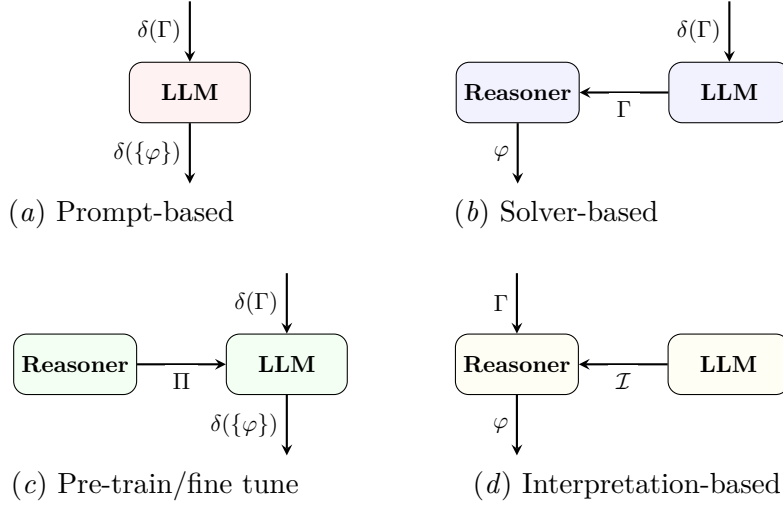 δ(Γ)
LLM
δ({φ})
(a) Prompt-based
δ(Γ)
Reasoner
LLM
Γ
φ
(b) Solver-based
δ(Γ)
Reasoner
LLM
Π
δ({φ})
(c) Pre-train/fine tune
Γ
Reasoner
LLM
ℐ
φ
(d) Interpretation-based